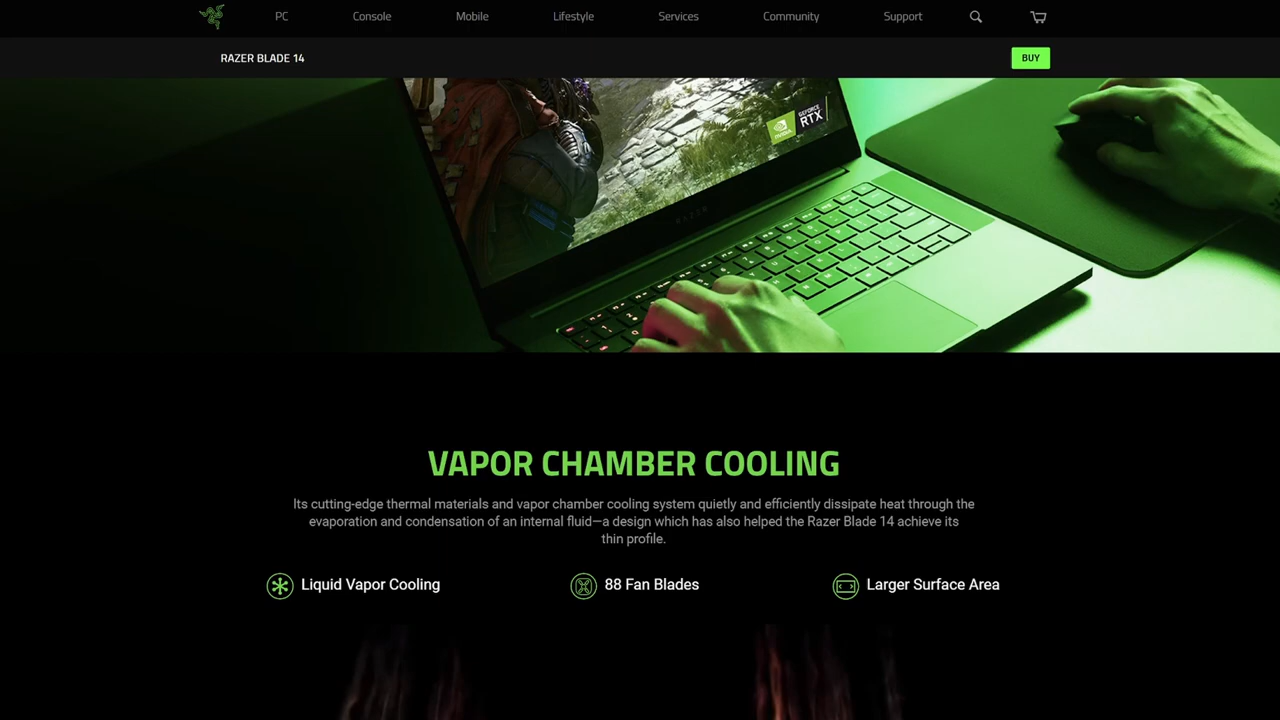 PC Console Mobile Lifestyle Services Community Support
RAZER BLADE 14
BUY
NVIDIA
GEFORCE
RTX
RAZER
VAPOR CHAMBER COOLING
Its cutting-edge thermal materials and vapor chamber cooling system quietly and efficiently dissipate heat through the
evaporation and condensation of an internal fluid—a design which has also helped the Razer Blade 14 achieve its
thin profile.
Liquid Vapor Cooling
88 Fan Blades
Larger Surface Area